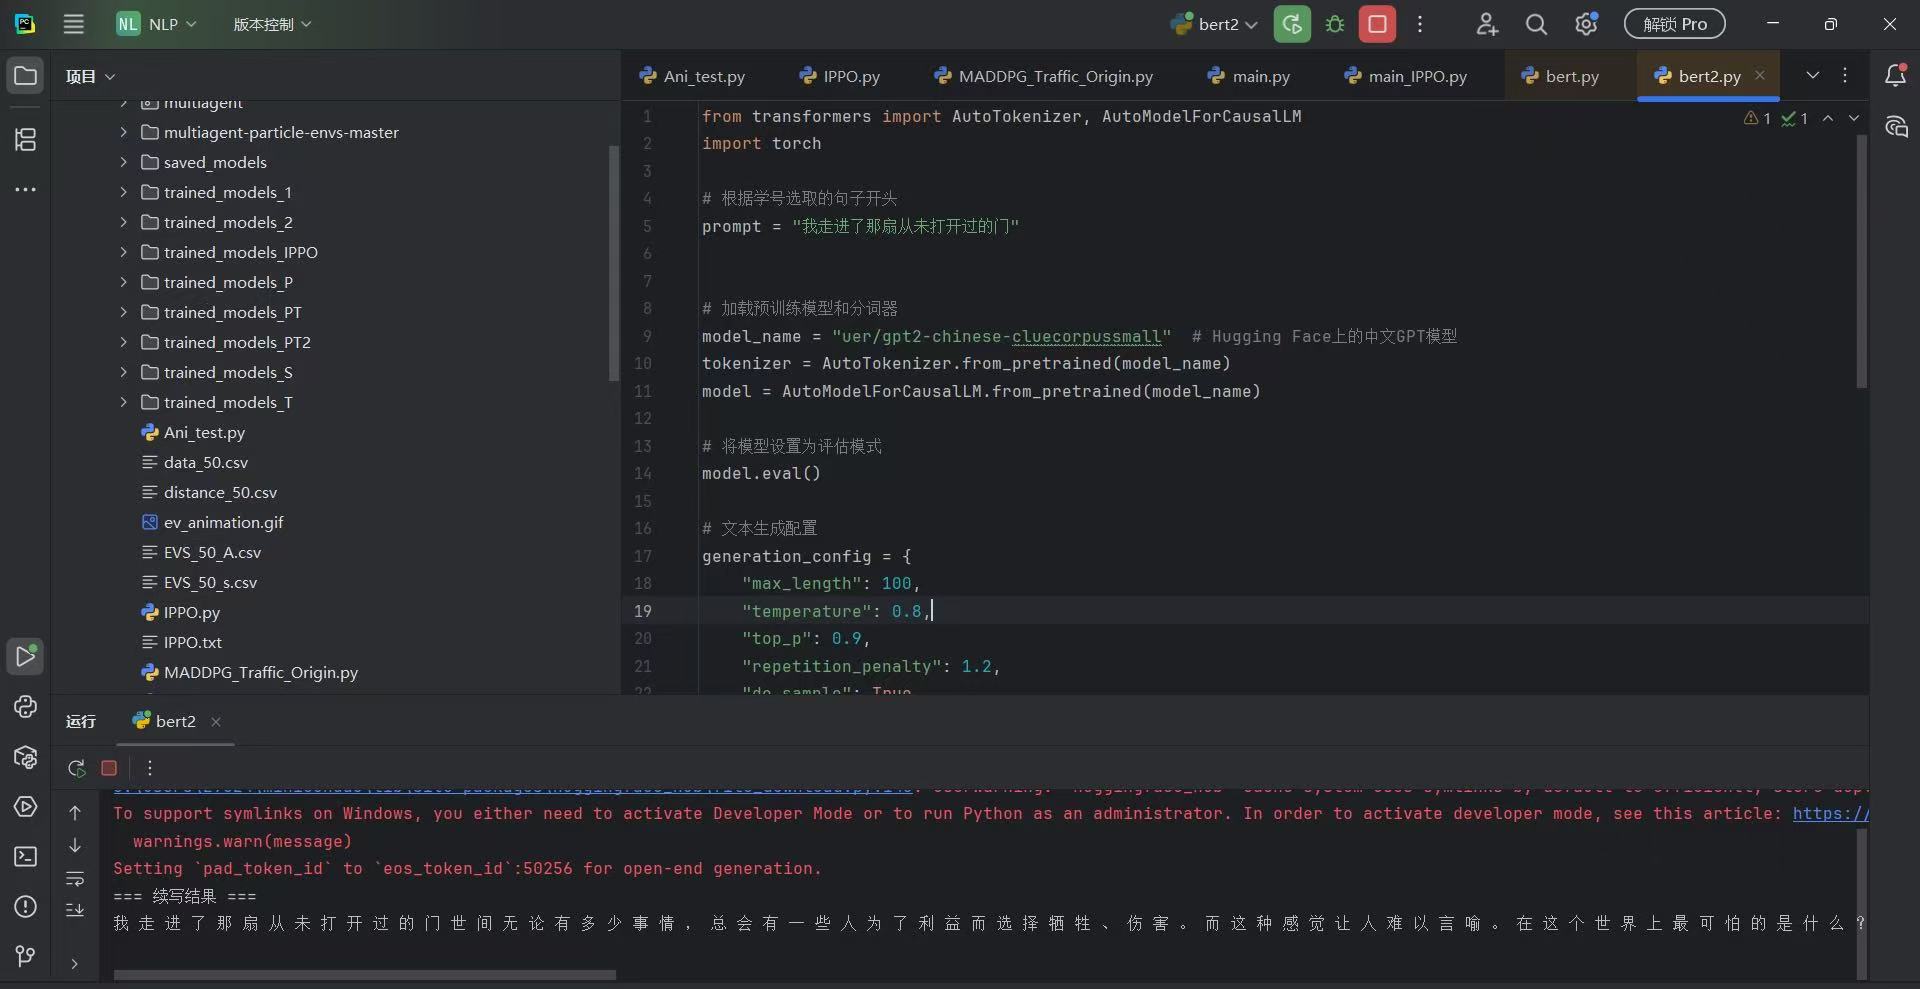 NL NLP 版本控制 bert2 解锁 Pro
项目
multiagent
multiagent-particle-envs-master
saved_models
trained_models_1
trained_models_2
trained_models_IPPO
trained_models_P
trained_models_PT
trained_models_PT2
trained_models_S
trained_models_T
Ani_test.py
data_50.csv
distance_50.csv
ev_animation.gif
EVS_50_A.csv
EVS_50_s.csv
IPPO.py
IPPO.txt
MADDPG_Traffic_Origin.py
Ani_test.py IPPO.py MADDPG_Traffic_Origin.py main.py main_IPPO.py bert.py bert2.py
1 from transformers import AutoTokenizer, AutoModelForCausalLM
1 1
2 import torch
3
4 # 根据学号选取的句子开头
5 prompt = "我走进了那扇从未打开过的门"
6
7
8 # 加载预训练模型和分词器
9 model_name = "uer/gpt2-chinese-cluecorpussmall" # Hugging Face上的中文GPT模型
10 tokenizer = AutoTokenizer.from_pretrained(model_name)
11 model = AutoModelForCausalLM.from_pretrained(model_name)
12
13 # 将模型设置为评估模式
14 model.eval()
15
16 # 文本生成配置
17 generation_config = {
18 "max_length": 100,
19 "temperature": 0.8,
20 "top_p": 0.9,
21 "repetition_penalty": 1.2,
22 "do_sample": True
运行 bert2
To support symlinks on Windows, you either need to activate Developer Mode or to run Python as an administrator. In order to activate developer mode, see this article: https://
warnings.warn(message)
Setting `pad_token_id` to `eos_token_id`:50256 for open-end generation.
=== 续写结果 ===
我 走 进 了 那 扇 从 未 打 开 过 的 门 世 间 无 论 有 多 少 事 情 ， 总 会 有 一 些 人 为 了 利 益 而 选 择 牺 牲 、 伤 害 。 而 这 种 感 觉 让 人 难 以 言 喻 。 在 这 个 世 界 上 最 可 怕 的 是 什 么 ？